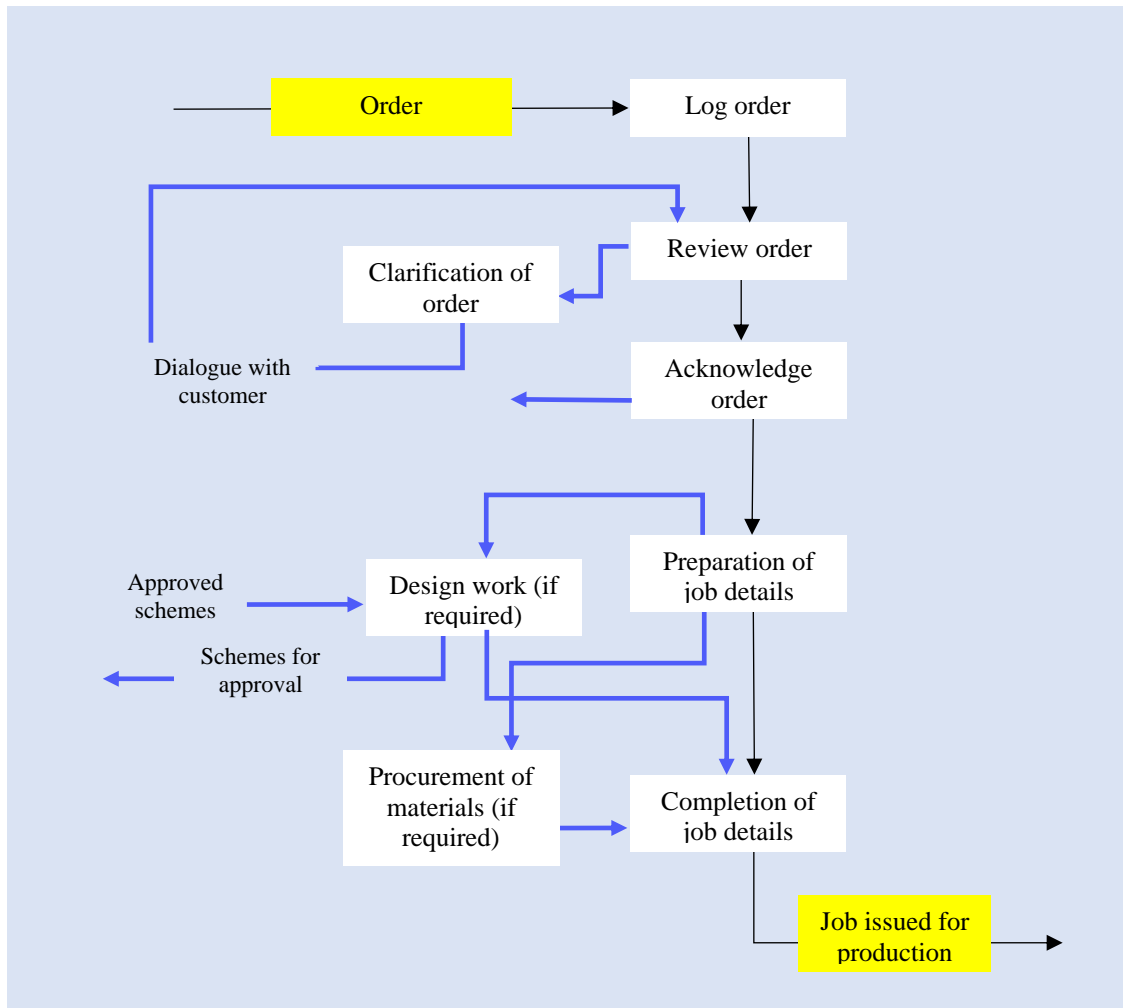 Order
Log order
Review order
Clarification of
order
Dialogue with
customer
Acknowledge
order
Preparation of
job details
Approved
schemes
Design work (if
required)
Schemes for
approval
Procurement of
materials (if
required)
Completion of
job details
Job issued for
production